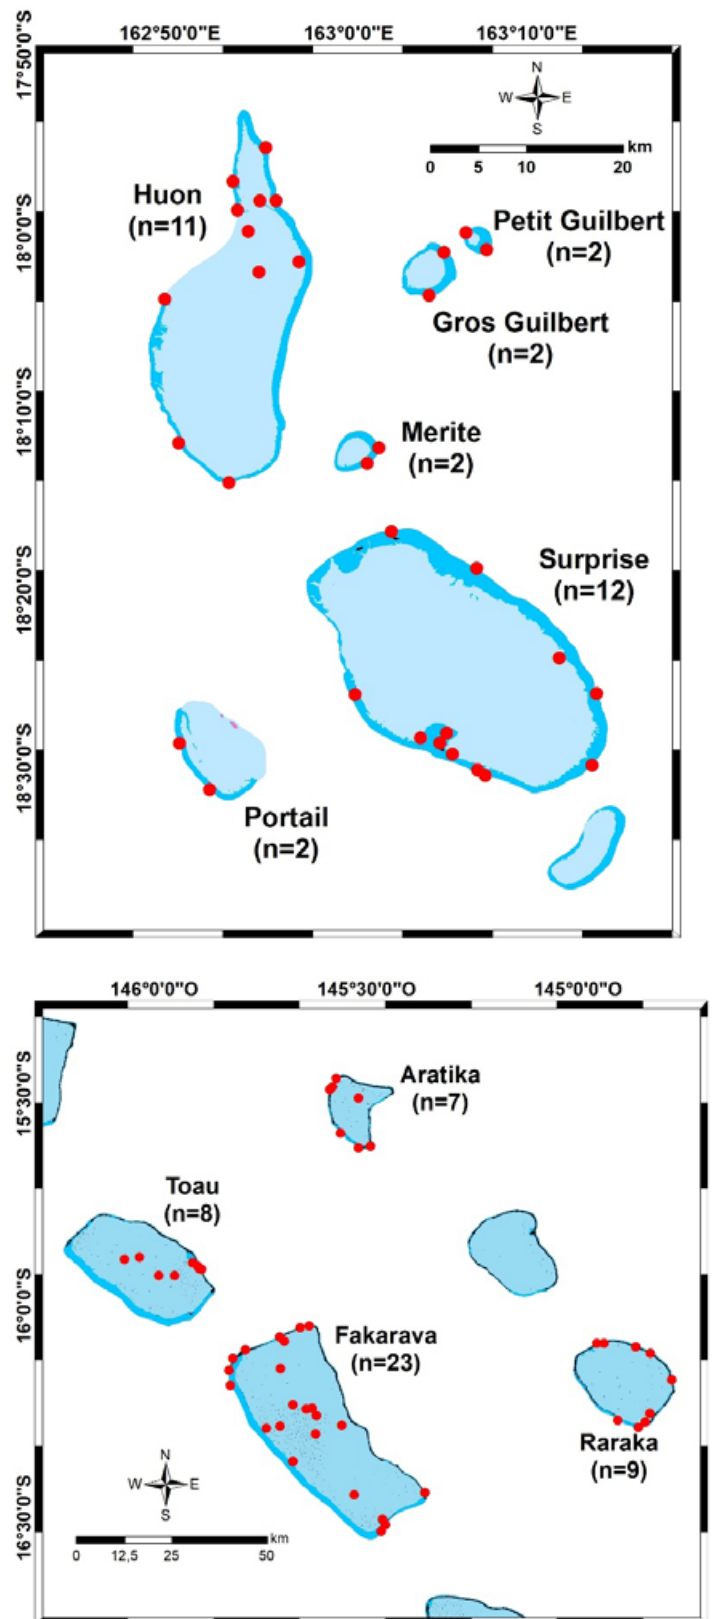 162°50'0"E 163°0'0"E 163°10'0"E
17°50'0"S
N
W E
S
km
0 5 10 20
Huon
(n=11)
18°0'0"S
Petit Guilbert
(n=2)
Gros Guilbert
(n=2)
18°10'0"S
Merite
(n=2)
18°20'0"S
Surprise
(n=12)
18°30'0"S
Portail
(n=2)
146°0'0"O 145°30'0"O 145°0'0"O
15°30'0"S
Aratika
(n=7)
Toau
(n=8)
16°0'0"S
Fakarava
(n=23)
Raraka
(n=9)
N
W E
S
16°30'0"S
km
0 12,5 25 50